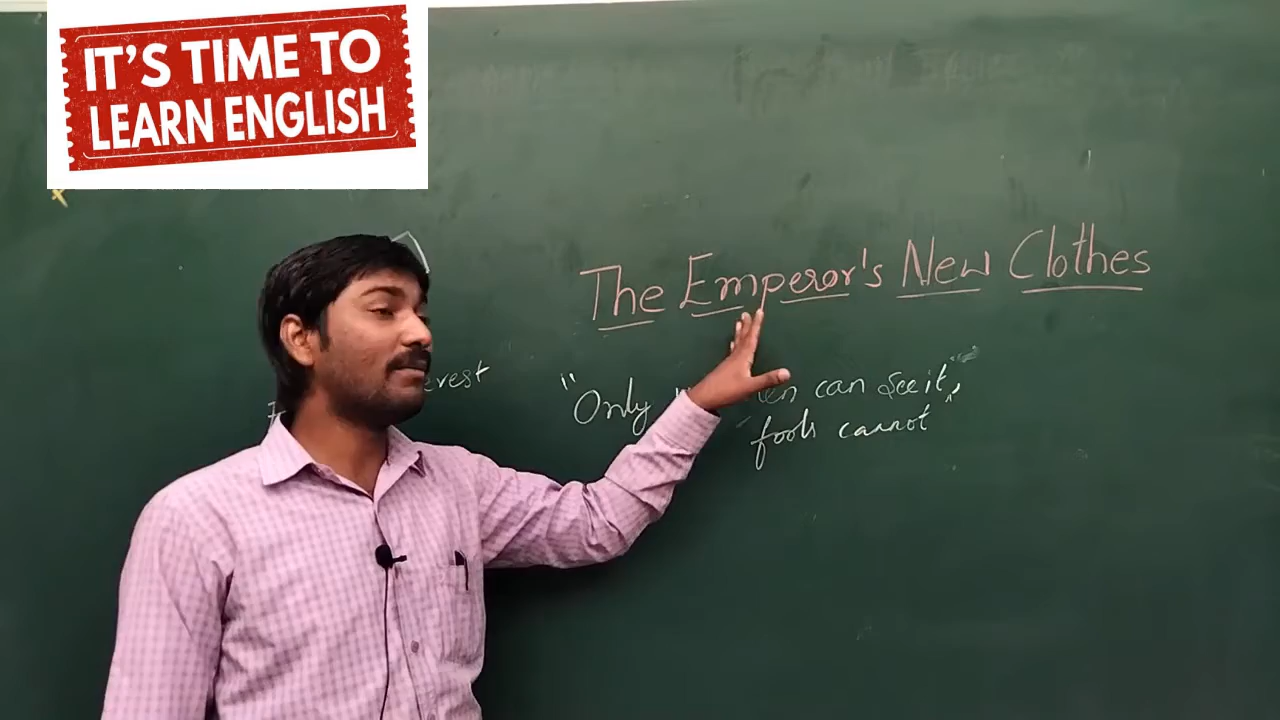 IT'S TIME TO
LEARN ENGLISH
The Emperor's New Clothes
"Only can see it,
fools cannot"